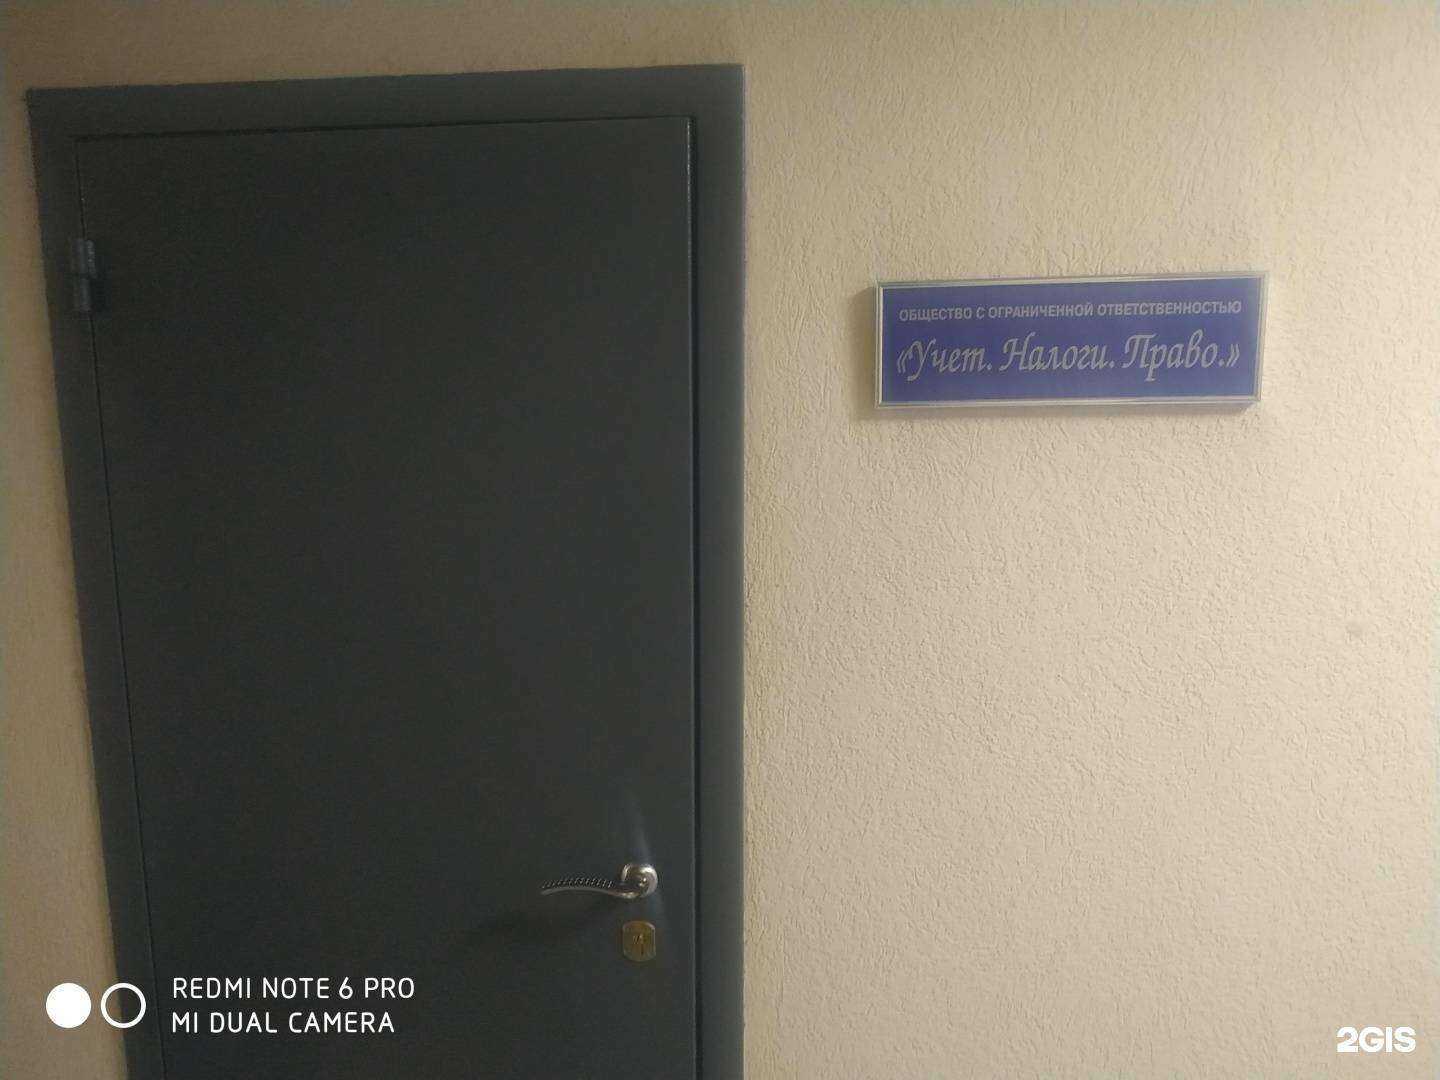 ОБЩЕСТВО С ОГРАНИЧЕННОЙ ОТВЕТСТВЕННОСТЬЮ
«Учет. Налоги. Право.»
REDMI NOTE 6 PRO
MI DUAL CAMERA
2GIS